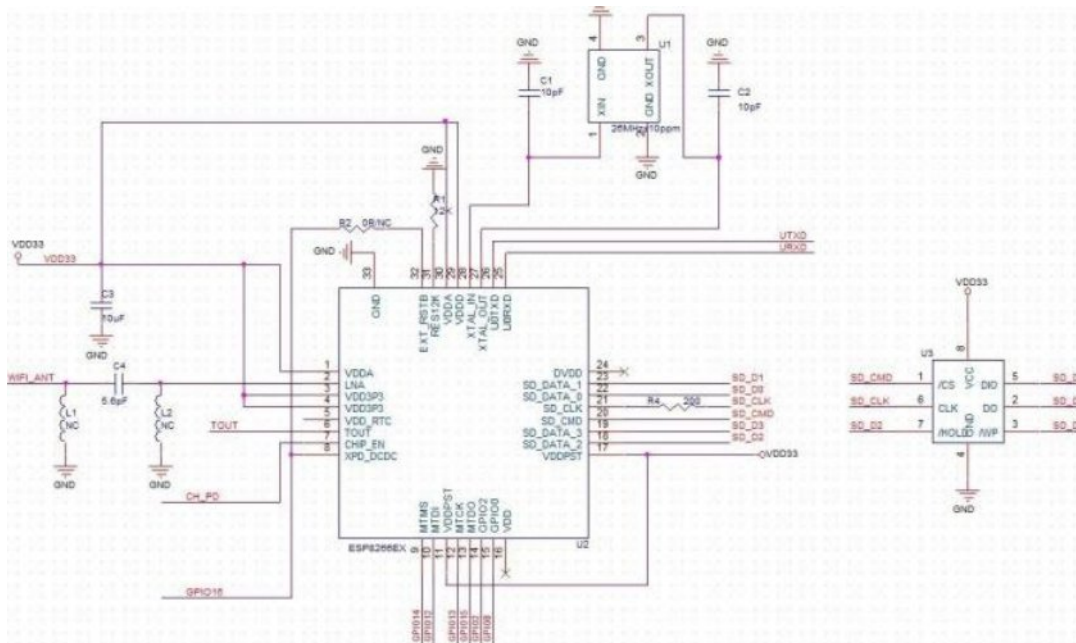 GND
4
3
GND
XOUT
XIN
GND
1
2
U1
26MHz±10ppm
GND
GND
C1
10pF
GND
C2
10pF
R1
12K
GND
R2 0R/NC
GND
UTXD
URXD
VDD33
VDD33
C3
10uF
GND
WIFI_ANT
C4
5.6pF
L1
NC
GND
L2
NC
GND
TOUT
CH_PD
GPIO16
33
32
31
30
29
28
27
26
25
GND
EXT_RSTB
RES12K
VDDA
VDDD
XTAL_IN
XTAL_OUT
U0TXD
U0RXD
1 VDDA
2 LNA
3 VDD3P3
4 VDD3P3
5 VDD_RTC
6 TOUT
7 CHIP_EN
8 XPD_DCDC
DVDD 24
SD_DATA_1 23
SD_DATA_0 22
SD_CLK 21
SD_CMD 20
SD_DATA_3 19
SD_DATA_2 18
VDDPST 17
SD_D1
SD_D0
R4 200 SD_CLK
SD_CMD
SD_D3
SD_D2
VDD33
MTMS
MTDI
VDDPST
MTCK
MTDO
GPIO2
GPIO0
VDD
9
10
11
12
13
14
15
16
ESP8266EX
U2
GPIO14
GPIO12
GPIO13
GPIO15
GPIO2
GPIO0
VDD33
8
U3
SD_CMD 1 /CS
VCC
DIO 5
SD_CLK 6 CLK
DO 2
SD_D2 7 /HOLD
GND
/WP 3
4
GND